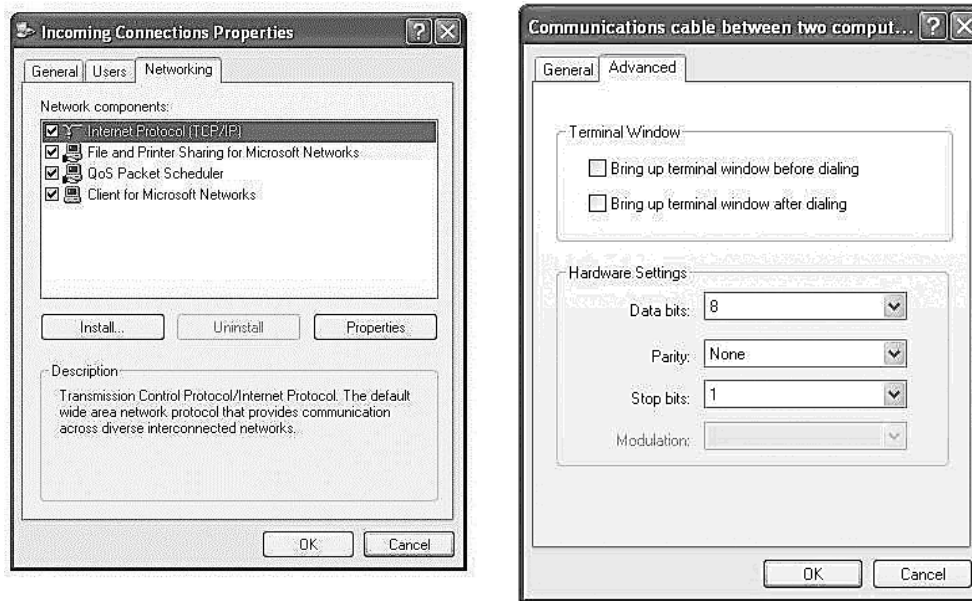 Incoming Connections Properties
General Users Networking
Network components:
Internet Protocol (TCP/IP)
File and Printer Sharing for Microsoft Networks
QoS Packet Scheduler
Client for Microsoft Networks
Install... Uninstall Properties
Description
Transmission Control Protocol/Internet Protocol. The default
wide area network protocol that provides communication
across diverse interconnected networks.
OK Cancel
Communications cable between two comput...
General Advanced
Terminal Window
Bring up terminal window before dialing
Bring up terminal window after dialing
Hardware Settings
Data bits: 8
Parity: None
Stop bits: 1
Modulation:
OK Cancel